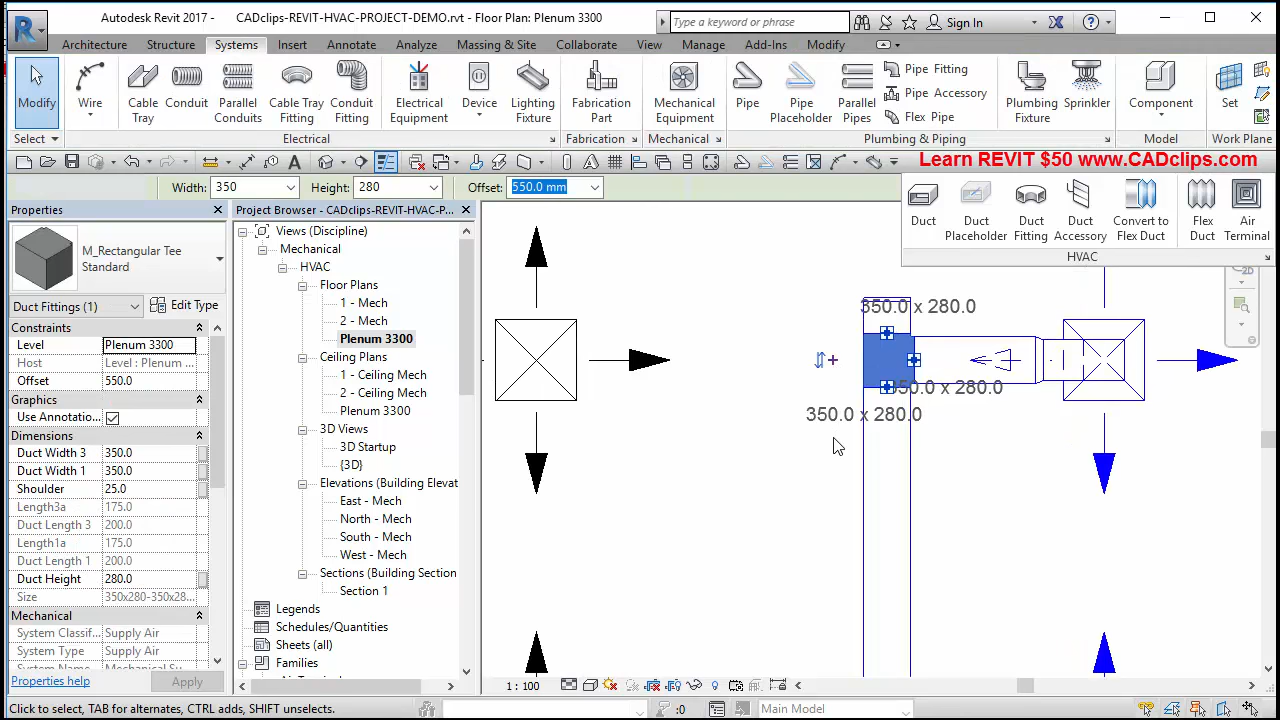 Autodesk Revit 2017 - CADclips-REVIT-HVAC-PROJECT-DEMO.rvt - Floor Plan: Plenum 3300
Type a keyword or phrase
Sign In
Architecture Structure Systems Insert Annotate Analyze Massing & Site Collaborate View Manage Add-Ins Modify
Modify
Wire
Cable Tray
Conduit
Parallel Conduits
Cable Tray Fitting
Conduit Fitting
Electrical Equipment
Device
Lighting Fixture
Fabrication Part
Mechanical Equipment
Pipe
Pipe Placeholder
Parallel Pipes
Pipe Fitting
Pipe Accessory
Flex Pipe
Plumbing Fixture
Sprinkler
Component
Set
Select
Electrical
Fabrication
Mechanical
Plumbing & Piping
Model
Work Plane
Learn REVIT $50 www.CADclips.com
Width: 350 Height: 280 Offset: 550.0 mm
Duct
Duct Placeholder
Duct Fitting
Duct Accessory
Convert to Flex Duct
Flex Duct
Air Terminal
HVAC
Properties
M_Rectangular Tee
Standard
Duct Fittings (1)
Edit Type
Constraints
Level Plenum 3300
Host Level : Plenum ...
Offset 550.0
Graphics
Use Annotatio...
Dimensions
Duct Width 3 350.0
Duct Width 1 350.0
Shoulder 25.0
Length3a 175.0
Duct Length 3 200.0
Length1a 175.0
Duct Length 1 200.0
Duct Height 280.0
Size 350x280-350x28...
Mechanical
System Classif... Supply Air
System Type Supply Air
Properties help
Apply
Project Browser - CADclips-REVIT-HVAC-P...
Views (Discipline)
Mechanical
HVAC
Floor Plans
1 - Mech
2 - Mech
Plenum 3300
Ceiling Plans
1 - Ceiling Mech
2 - Ceiling Mech
Plenum 3300
3D Views
3D Startup
{3D}
Elevations (Building Elevat
East - Mech
North - Mech
South - Mech
West - Mech
Sections (Building Section
Section 1
Legends
Schedules/Quantities
Sheets (all)
Families
350.0 x 280.0
350.0 x 280.0
1 : 100
Click to select, TAB for alternates, CTRL adds, SHIFT unselects.
:0
Main Model